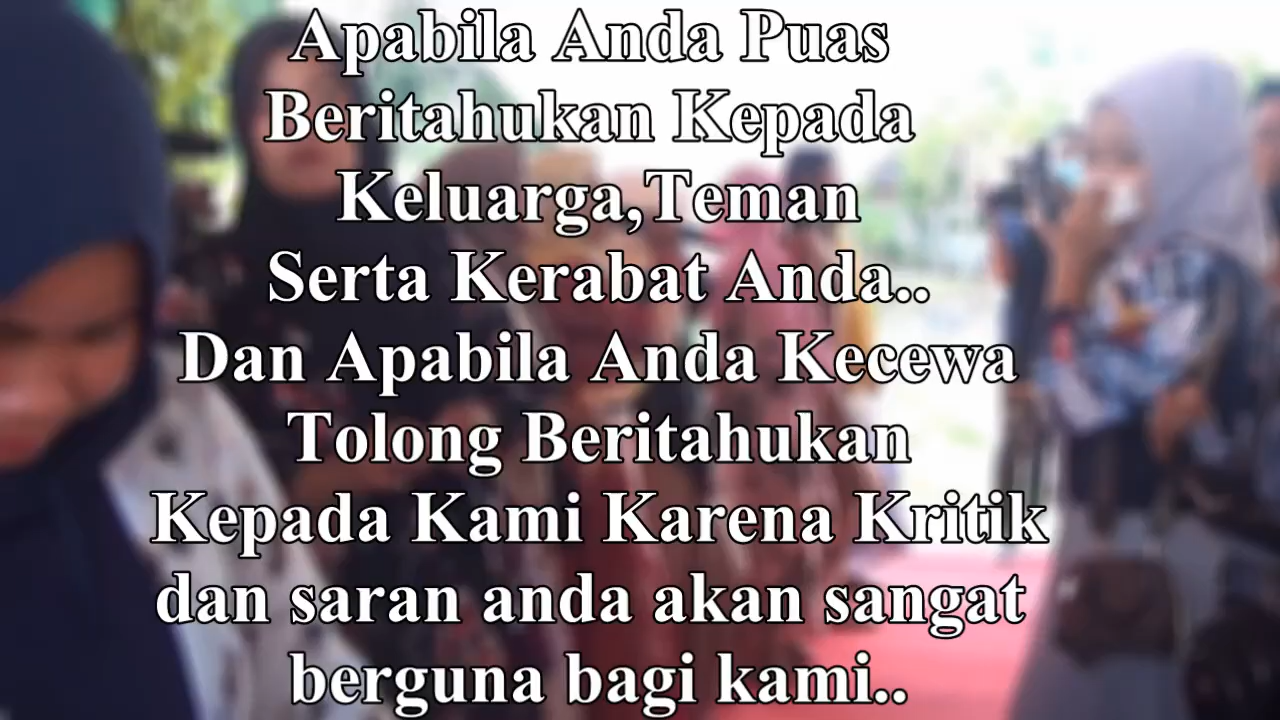 Apabila Anda Puas
Beritahukan Kepada
Keluarga,Teman
Serta Kerabat Anda..
Dan Apabila Anda Kecewa
Tolong Beritahukan
Kepada Kami Karena Kritik
dan saran anda akan sangat
berguna bagi kami..